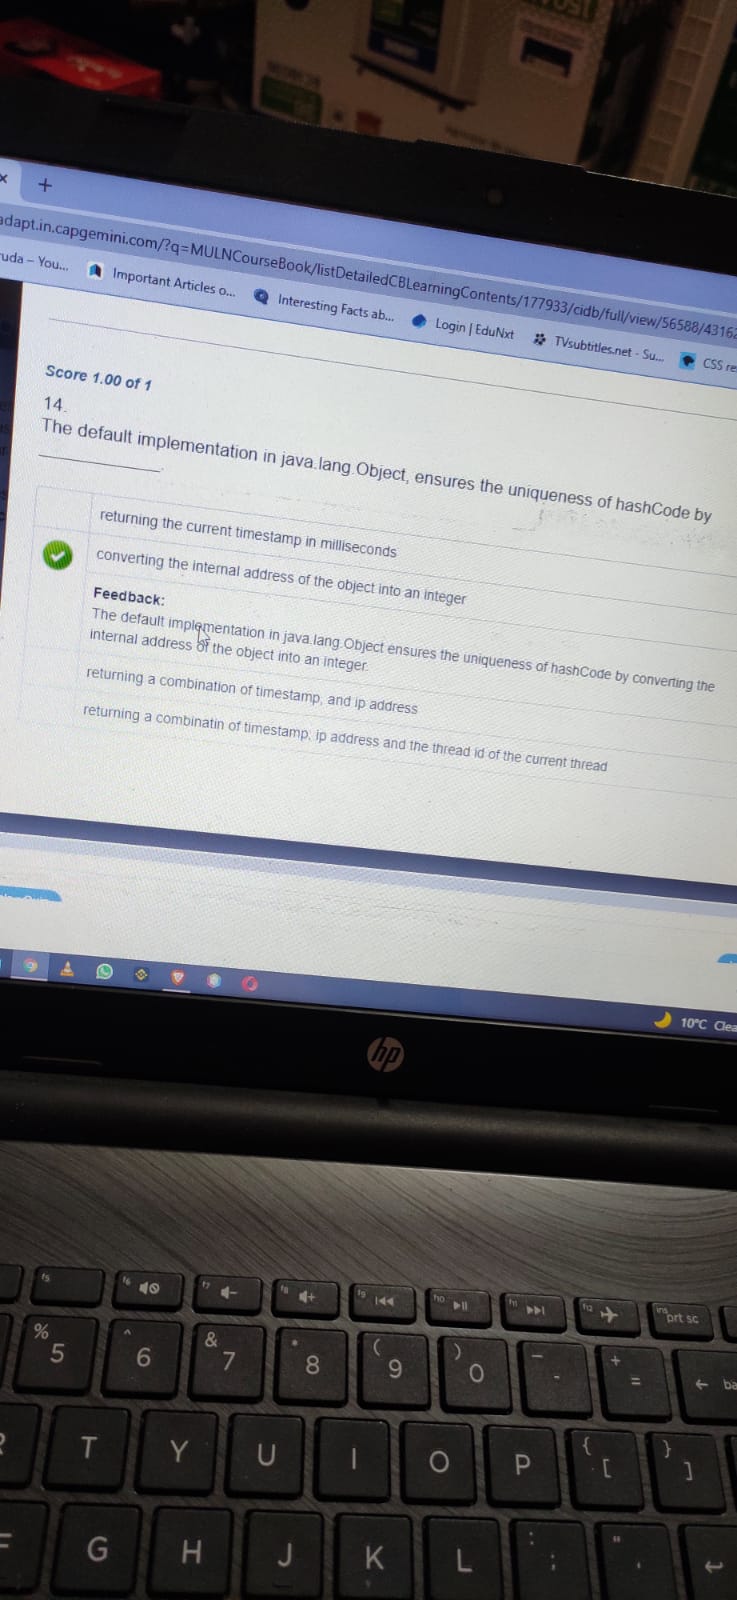 +
adapt.in.capgemini.com/?q=MULNCourseBook/listDetailedCBLearningContents/177933/cidb/full/view/56588/4316
uda – You...
Important Articles o...
Interesting Facts ab...
Login | EduNxt
TVsubtitles.net - Su...
CSS re
Score 1.00 of 1
14.
The default implementation in java.lang.Object, ensures the uniqueness of hashCode by
____________.
returning the current timestamp in milliseconds
converting the internal address of the object into an integer
Feedback:
The default implementation in java.lang.Object ensures the uniqueness of hashCode by converting the
internal address of the object into an integer.
returning a combination of timestamp, and ip address
returning a combinatin of timestamp, ip address and the thread id of the current thread
10°C Clea
hp
f5 f6 f7 f8 f9 f10 f11 f12 ins prt sc
% 5 ^ 6 & 7 * 8 ( 9 ) 0 _ - + = ← ba
T Y U I O P { [ } ]
G H J K L : ; " '